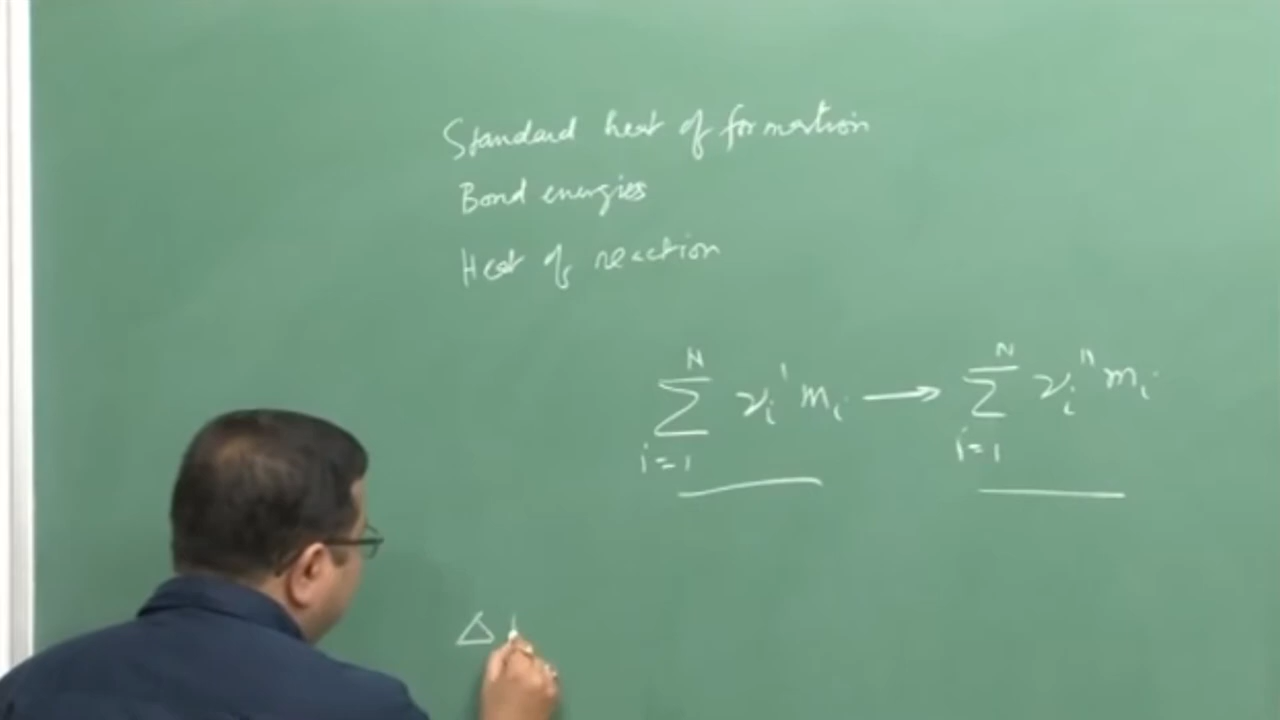 Standard heat of formation
Bond energies
Heat of reaction
N N
∑ νᵢ' mᵢ → ∑ νᵢ'' mᵢ
i=1 i=1
Δ